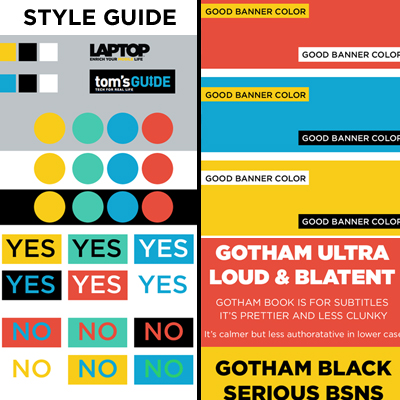 STYLE GUIDE
LAPTOP
ENRICH YOUR MOBILE LIFE
tom'sGUIDE
TECH FOR REAL LIFE
YES YES YES
YES YES YES
NO NO NO
NO NO NO
GOOD BANNER COLOR
GOOD BANNER COLOR
GOOD BANNER COLOR
GOOD BANNER COLOR
GOOD BANNER COLOR
GOOD BANNER COLOR
GOTHAM ULTRA
LOUD & BLATENT
GOTHAM BOOK IS FOR SUBTITLES
IT'S PRETTIER AND LESS CLUNKY
It's calmer but less authoratative in lower case
GOTHAM BLACK
SERIOUS BSNS